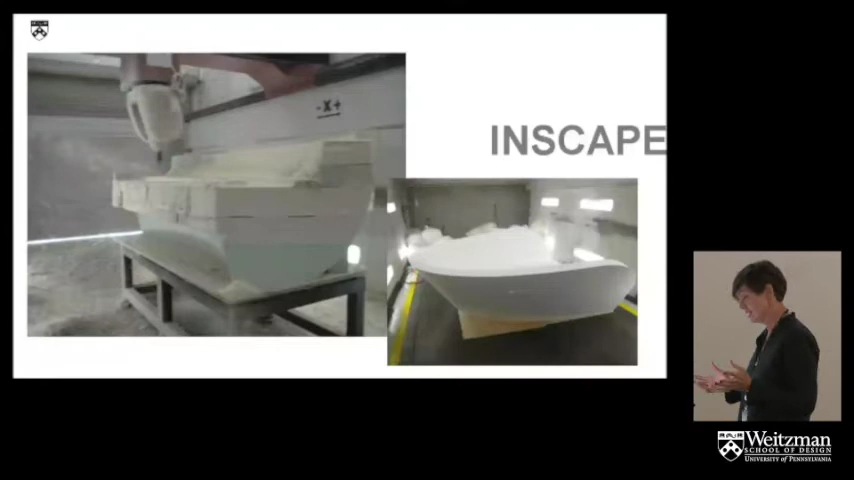 INSCAPE
-X+
Weitzman
SCHOOL OF DESIGN
UNIVERSITY OF PENNSYLVANIA